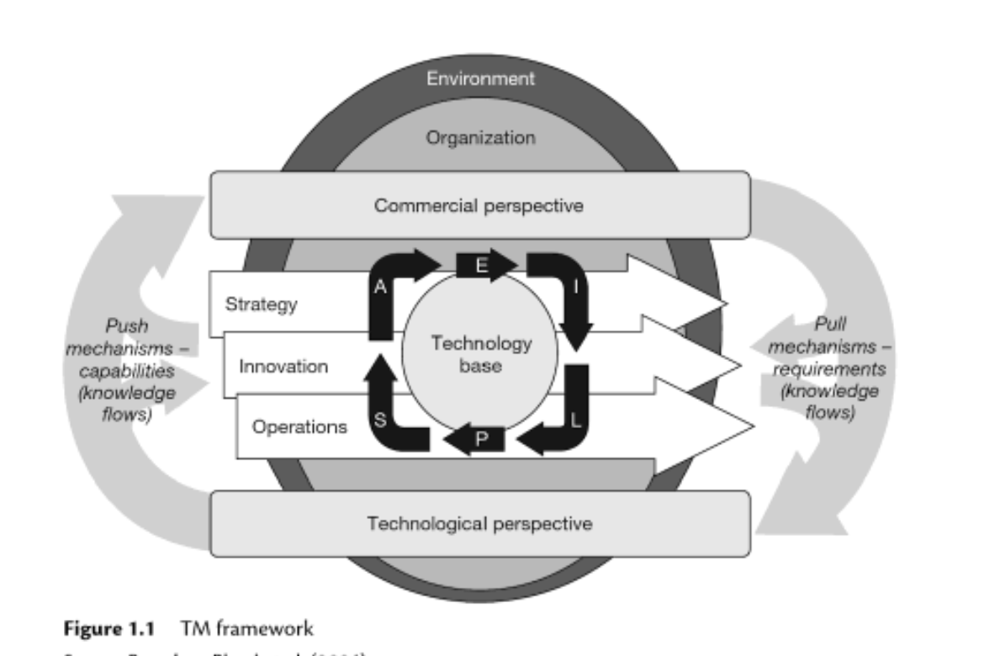 Environment
Organization
Commercial perspective
A
E
I
Strategy
Push
mechanisms –
capabilities
(knowledge
flows)
Technology
base
Pull
mechanisms –
requirements
(knowledge
flows)
Innovation
Operations
S
P
L
Technological perspective
Figure 1.1 TM framework